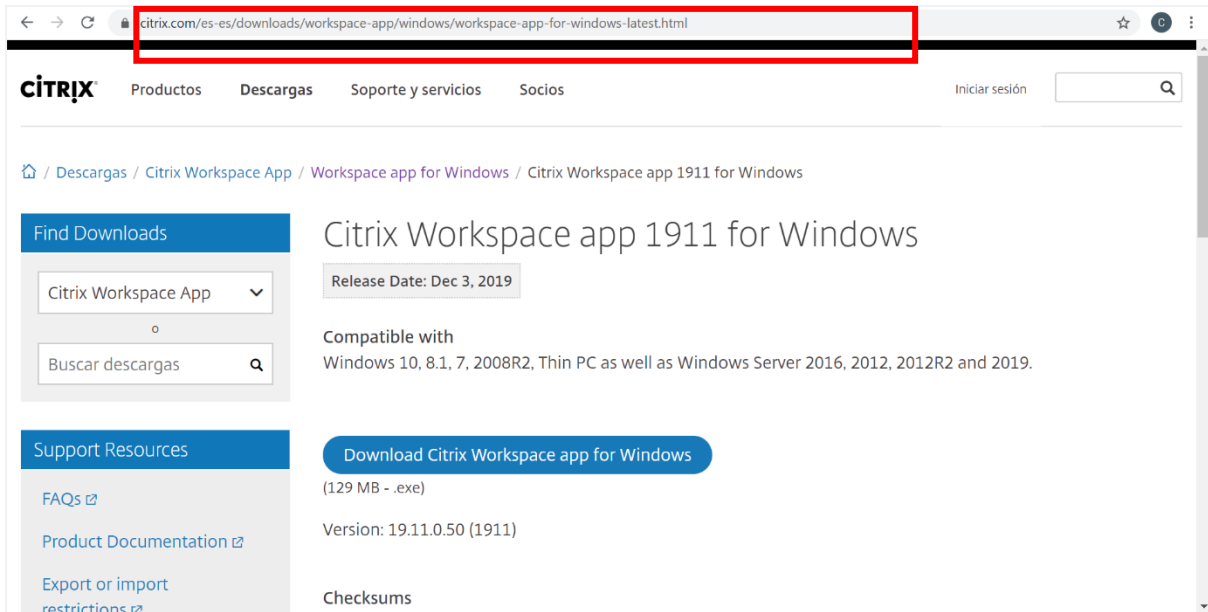 citrix.com/es-es/downloads/workspace-app/windows/workspace-app-for-windows-latest.html
C
CİTRIX Productos Descargas Soporte y servicios Socios Iniciar sesión
/ Descargas / Citrix Workspace App / Workspace app for Windows / Citrix Workspace app 1911 for Windows
Find Downloads
Citrix Workspace App
o
Buscar descargas
Support Resources
FAQs
Product Documentation
Export or import
restrictions
Citrix Workspace app 1911 for Windows
Release Date: Dec 3, 2019
Compatible with
Windows 10, 8.1, 7, 2008R2, Thin PC as well as Windows Server 2016, 2012, 2012R2 and 2019.
Download Citrix Workspace app for Windows
(129 MB - .exe)
Version: 19.11.0.50 (1911)
Checksums